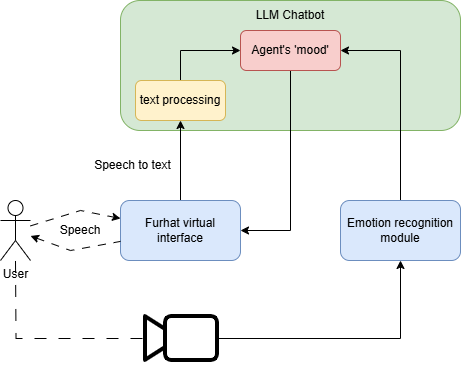 LLM Chatbot
Agent's 'mood'
text processing
Speech to text
Furhat virtual
interface
Emotion recognition
module
Speech
User